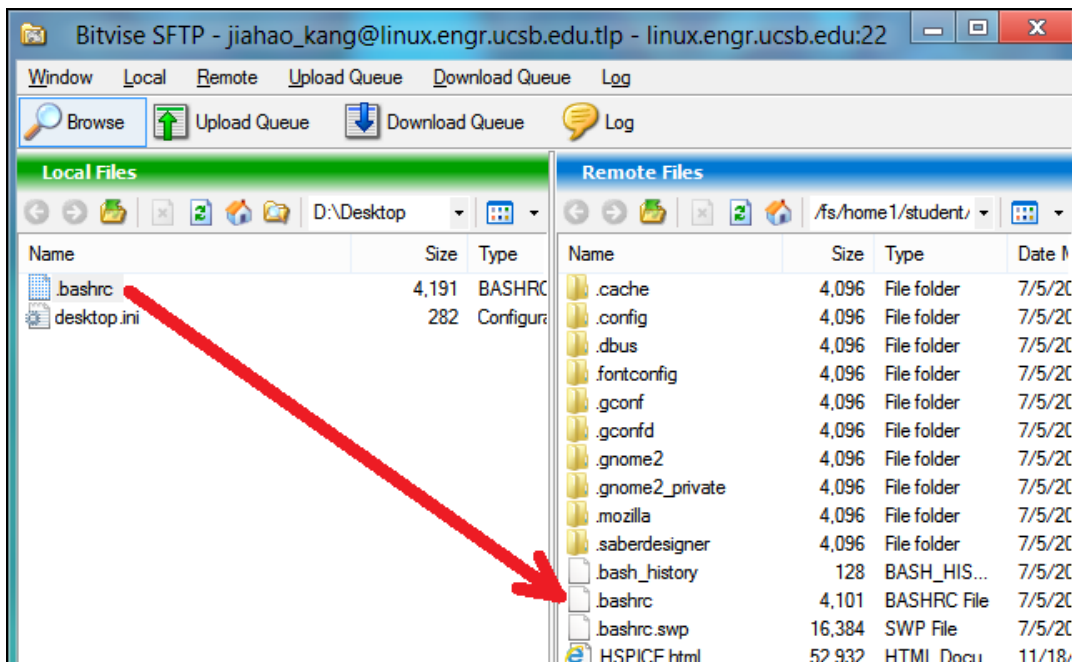 Bitvise SFTP - jiahao_kang@linux.engr.ucsb.edu.tlp - linux.engr.ucsb.edu:22
Window Local Remote Upload Queue Download Queue Log
Browse Upload Queue Download Queue Log
Local Files
D:\Desktop
Name Size Type
.bashrc 4,191 BASHRC
desktop.ini 282 Configura
Remote Files
/fs/home1/student/
Name Size Type Date
.cache 4,096 File folder 7/5/20
.config 4,096 File folder 7/5/20
.dbus 4,096 File folder 7/5/20
.fontconfig 4,096 File folder 7/5/20
.gconf 4,096 File folder 7/5/20
.gconfd 4,096 File folder 7/5/20
.gnome2 4,096 File folder 7/5/20
.gnome2_private 4,096 File folder 7/5/20
.mozilla 4,096 File folder 7/5/20
.saberdesigner 4,096 File folder 7/5/20
.bash_history 128 BASH_HIS... 7/5/20
.bashrc 4,101 BASHRC File 7/5/20
.bashrc.swp 16,384 SWP File 7/5/20
HSPICE.html 52,932 HTML Docu 11/18/